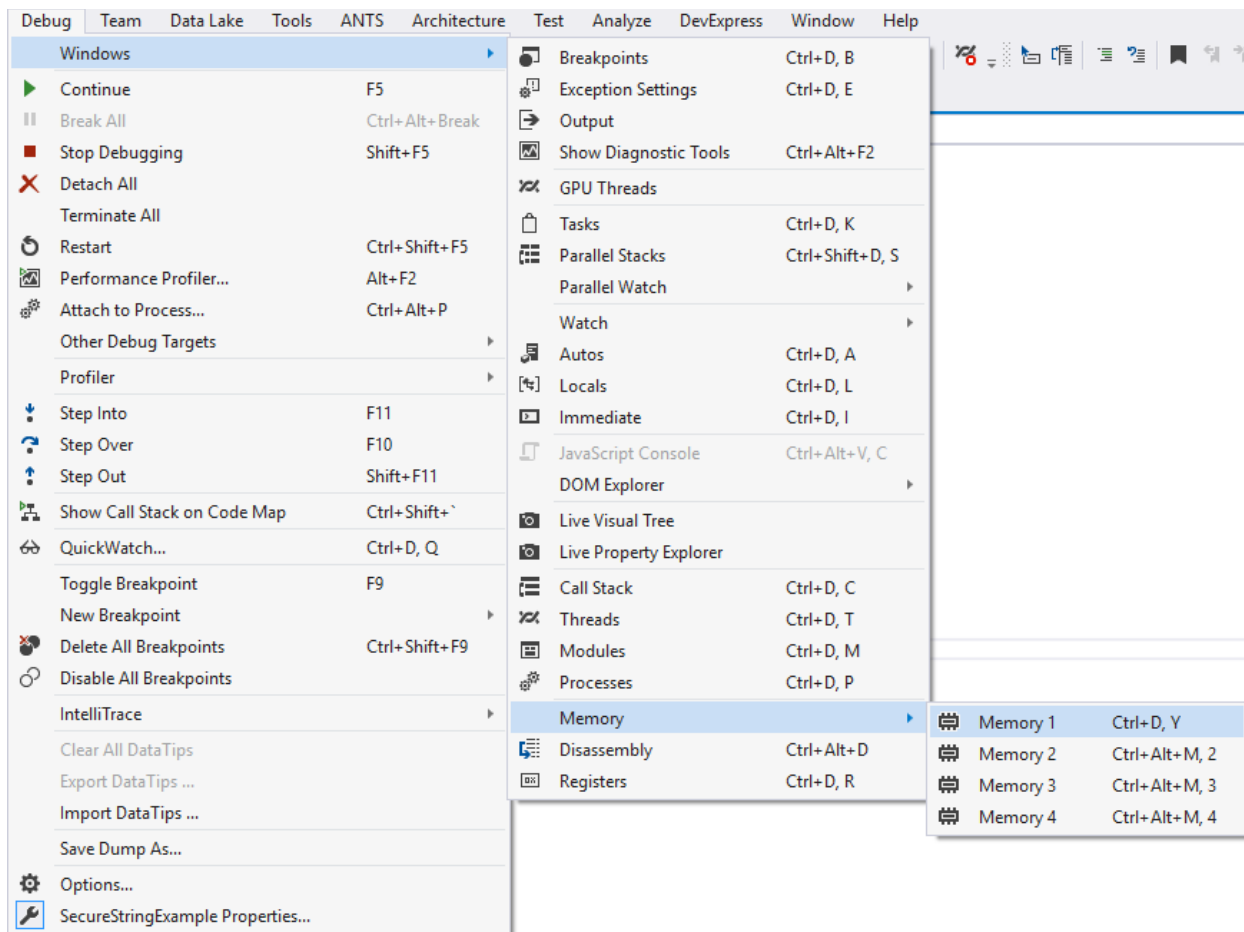 Debug Team Data Lake Tools ANTS Architecture Test Analyze DevExpress Window Help
Windows
Continue F5
Break All Ctrl+Alt+Break
Stop Debugging Shift+F5
Detach All
Terminate All
Restart Ctrl+Shift+F5
Performance Profiler... Alt+F2
Attach to Process... Ctrl+Alt+P
Other Debug Targets
Profiler
Step Into F11
Step Over F10
Step Out Shift+F11
Show Call Stack on Code Map Ctrl+Shift+`
QuickWatch... Ctrl+D, Q
Toggle Breakpoint F9
New Breakpoint
Delete All Breakpoints Ctrl+Shift+F9
Disable All Breakpoints
IntelliTrace
Clear All DataTips
Export DataTips ...
Import DataTips ...
Save Dump As...
Options...
SecureStringExample Properties...
Breakpoints Ctrl+D, B
Exception Settings Ctrl+D, E
Output
Show Diagnostic Tools Ctrl+Alt+F2
GPU Threads
Tasks Ctrl+D, K
Parallel Stacks Ctrl+Shift+D, S
Parallel Watch
Watch
Autos Ctrl+D, A
Locals Ctrl+D, L
Immediate Ctrl+D, I
JavaScript Console Ctrl+Alt+V, C
DOM Explorer
Live Visual Tree
Live Property Explorer
Call Stack Ctrl+D, C
Threads Ctrl+D, T
Modules Ctrl+D, M
Processes Ctrl+D, P
Memory
Disassembly Ctrl+Alt+D
Registers Ctrl+D, R
Memory 1 Ctrl+D, Y
Memory 2 Ctrl+Alt+M, 2
Memory 3 Ctrl+Alt+M, 3
Memory 4 Ctrl+Alt+M, 4